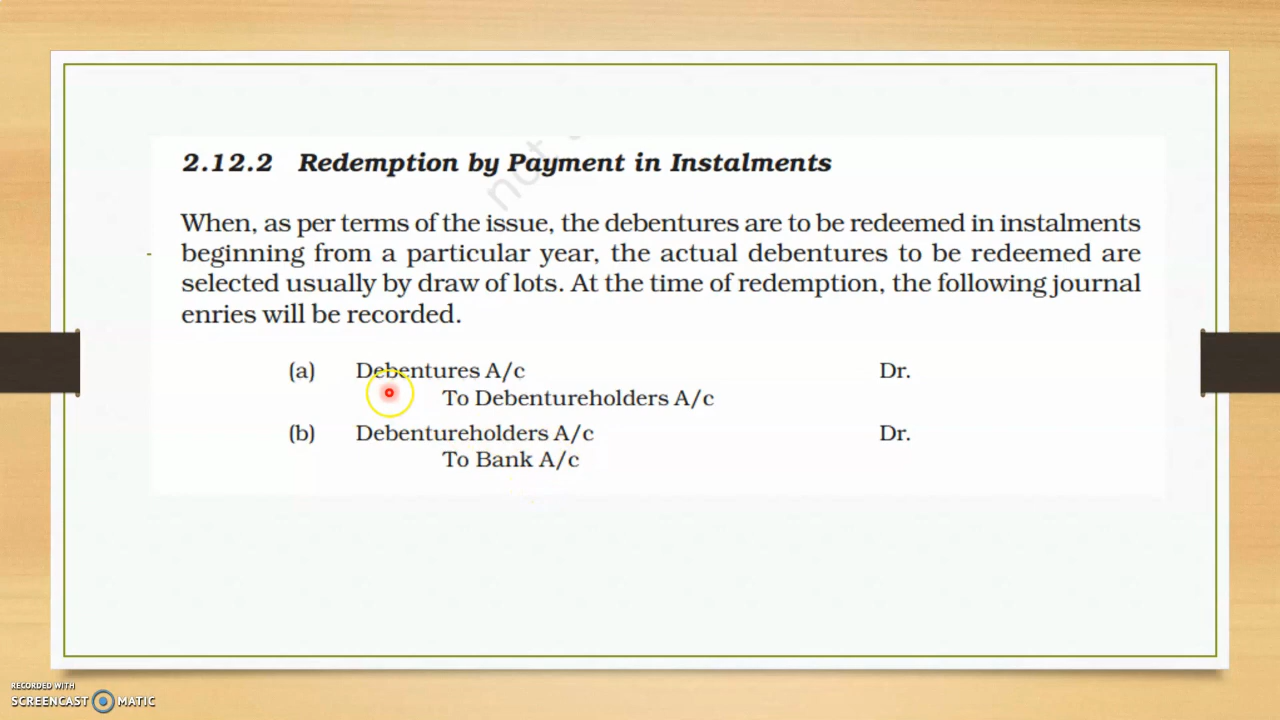 2.12.2 Redemption by Payment in Instalments
When, as per terms of the issue, the debentures are to be redeemed in instalments
beginning from a particular year, the actual debentures to be redeemed are
selected usually by draw of lots. At the time of redemption, the following journal
enries will be recorded.
(a) Debentures A/c Dr.
To Debentureholders A/c
(b) Debentureholders A/c Dr.
To Bank A/c
RECORDED WITH
SCREENCAST MATIC